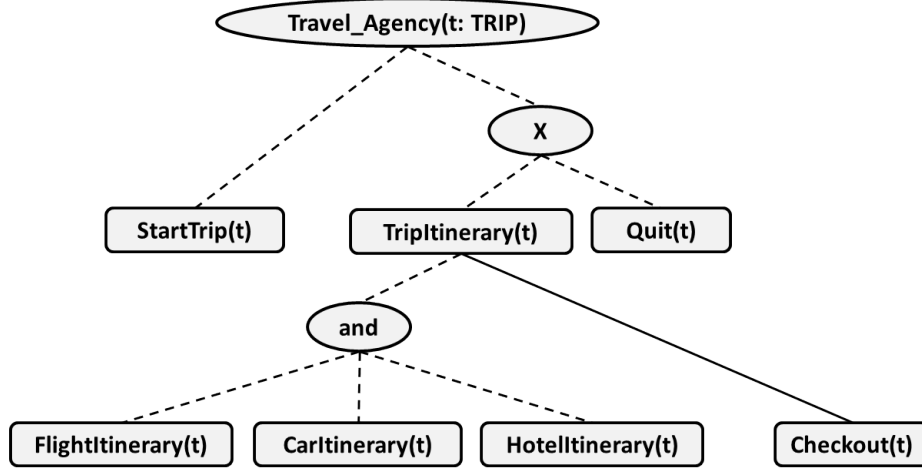 Travel_Agency(t: TRIP)
X
StartTrip(t)
TripItinerary(t)
Quit(t)
and
FlightItinerary(t)
CarItinerary(t)
HotelItinerary(t)
Checkout(t)